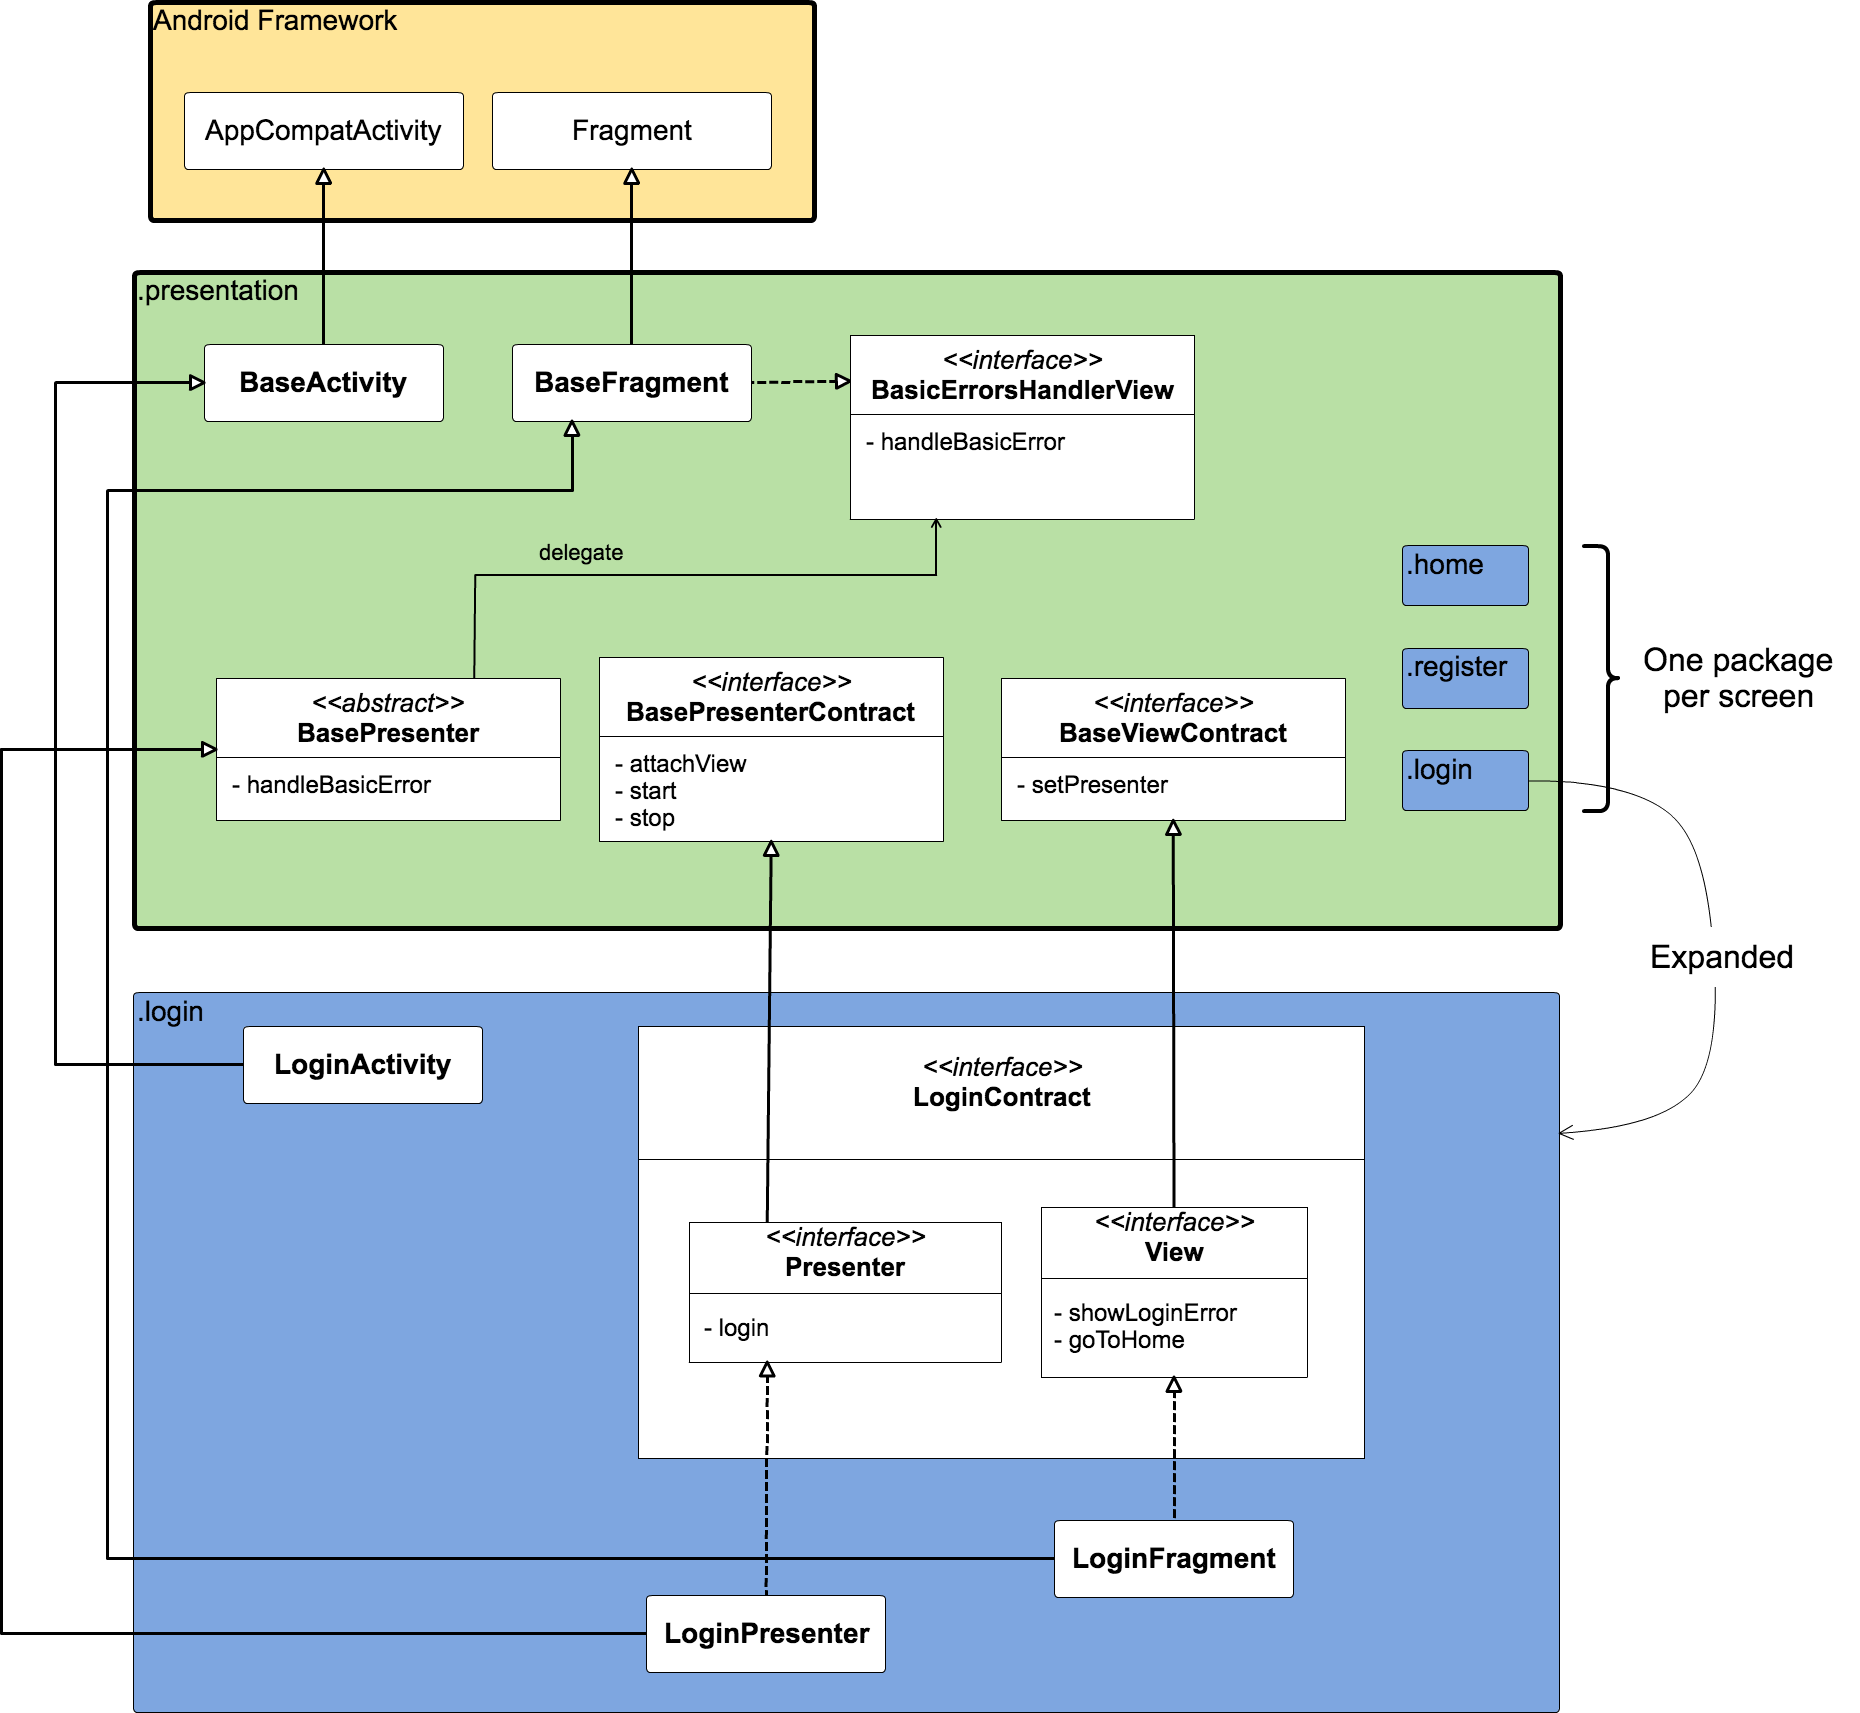 Android Framework
AppCompatActivity
Fragment
.presentation
BaseActivity
BaseFragment
<<interface>>
BasicErrorsHandlerView
- handleBasicError
delegate
.home
.register
.login
One package
per screen
<<abstract>>
BasePresenter
- handleBasicError
<<interface>>
BasePresenterContract
- attachView
- start
- stop
<<interface>>
BaseViewContract
- setPresenter
Expanded
.login
LoginActivity
<<interface>>
LoginContract
<<interface>>
Presenter
- login
<<interface>>
View
- showLoginError
- goToHome
LoginFragment
LoginPresenter